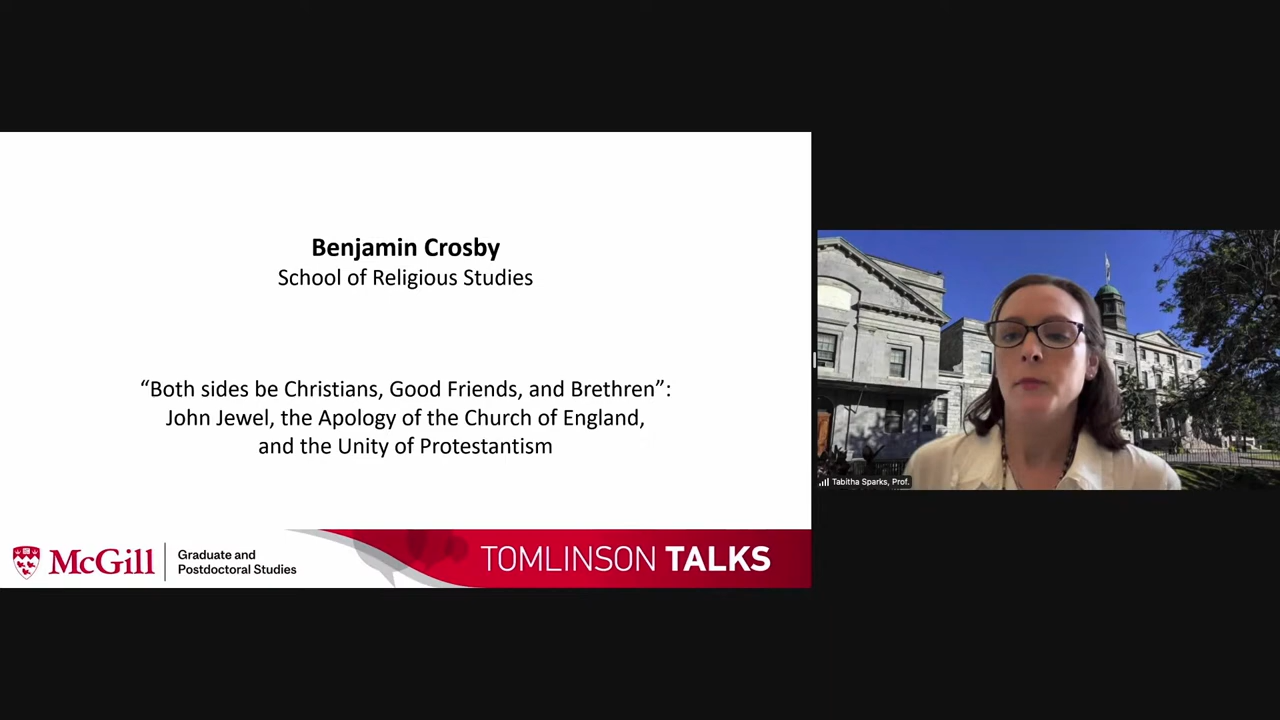 Benjamin Crosby
School of Religious Studies
“Both sides be Christians, Good Friends, and Brethren”:
John Jewel, the Apology of the Church of England,
and the Unity of Protestantism
McGill
Graduate and
Postdoctoral Studies
TOMLINSON TALKS
Tabitha Sparks, Prof.